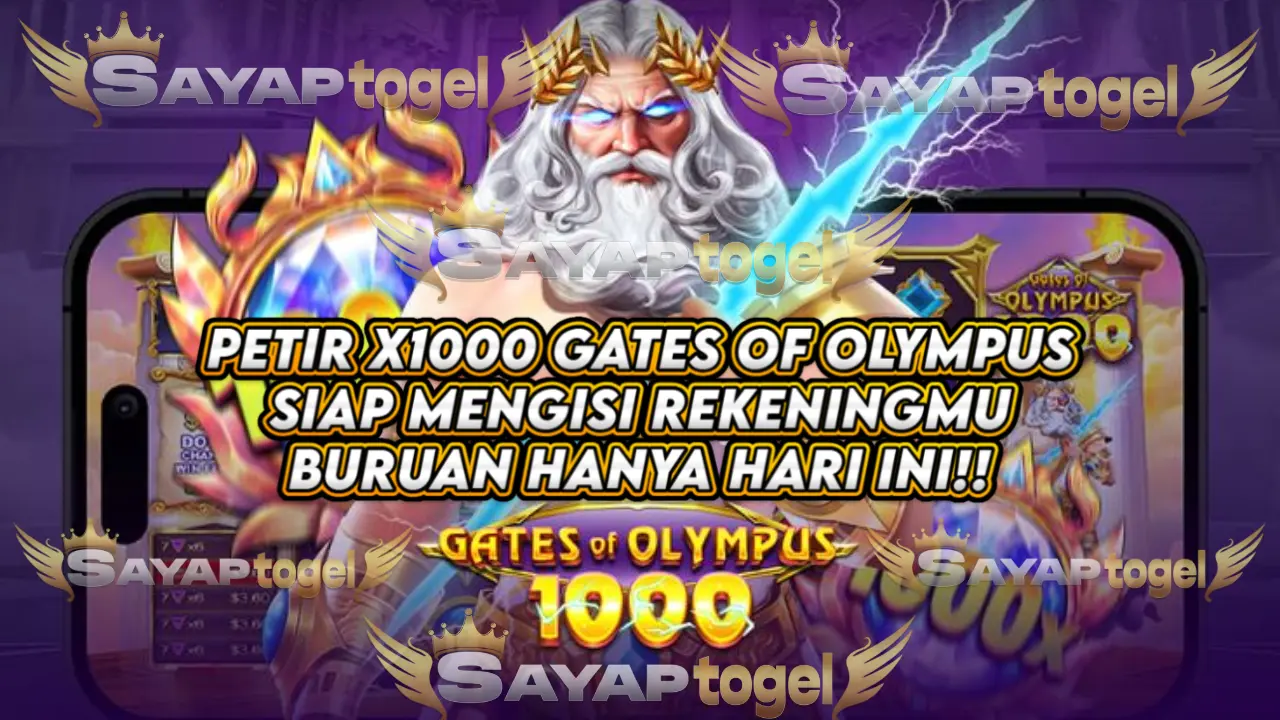 SAYAPtogel
SAYAPtogel
SAYAPtogel
GATES OF
OLYMPUS
PETIR X1000 GATES OF OLYMPUS
SIAP MENGISI REKENINGMU
BURUAN HANYA HARI INI!!
GATES OF OLYMPUS
1000
SAYAPtogel
SAYAPtogel
1000x
SAYAPtogel